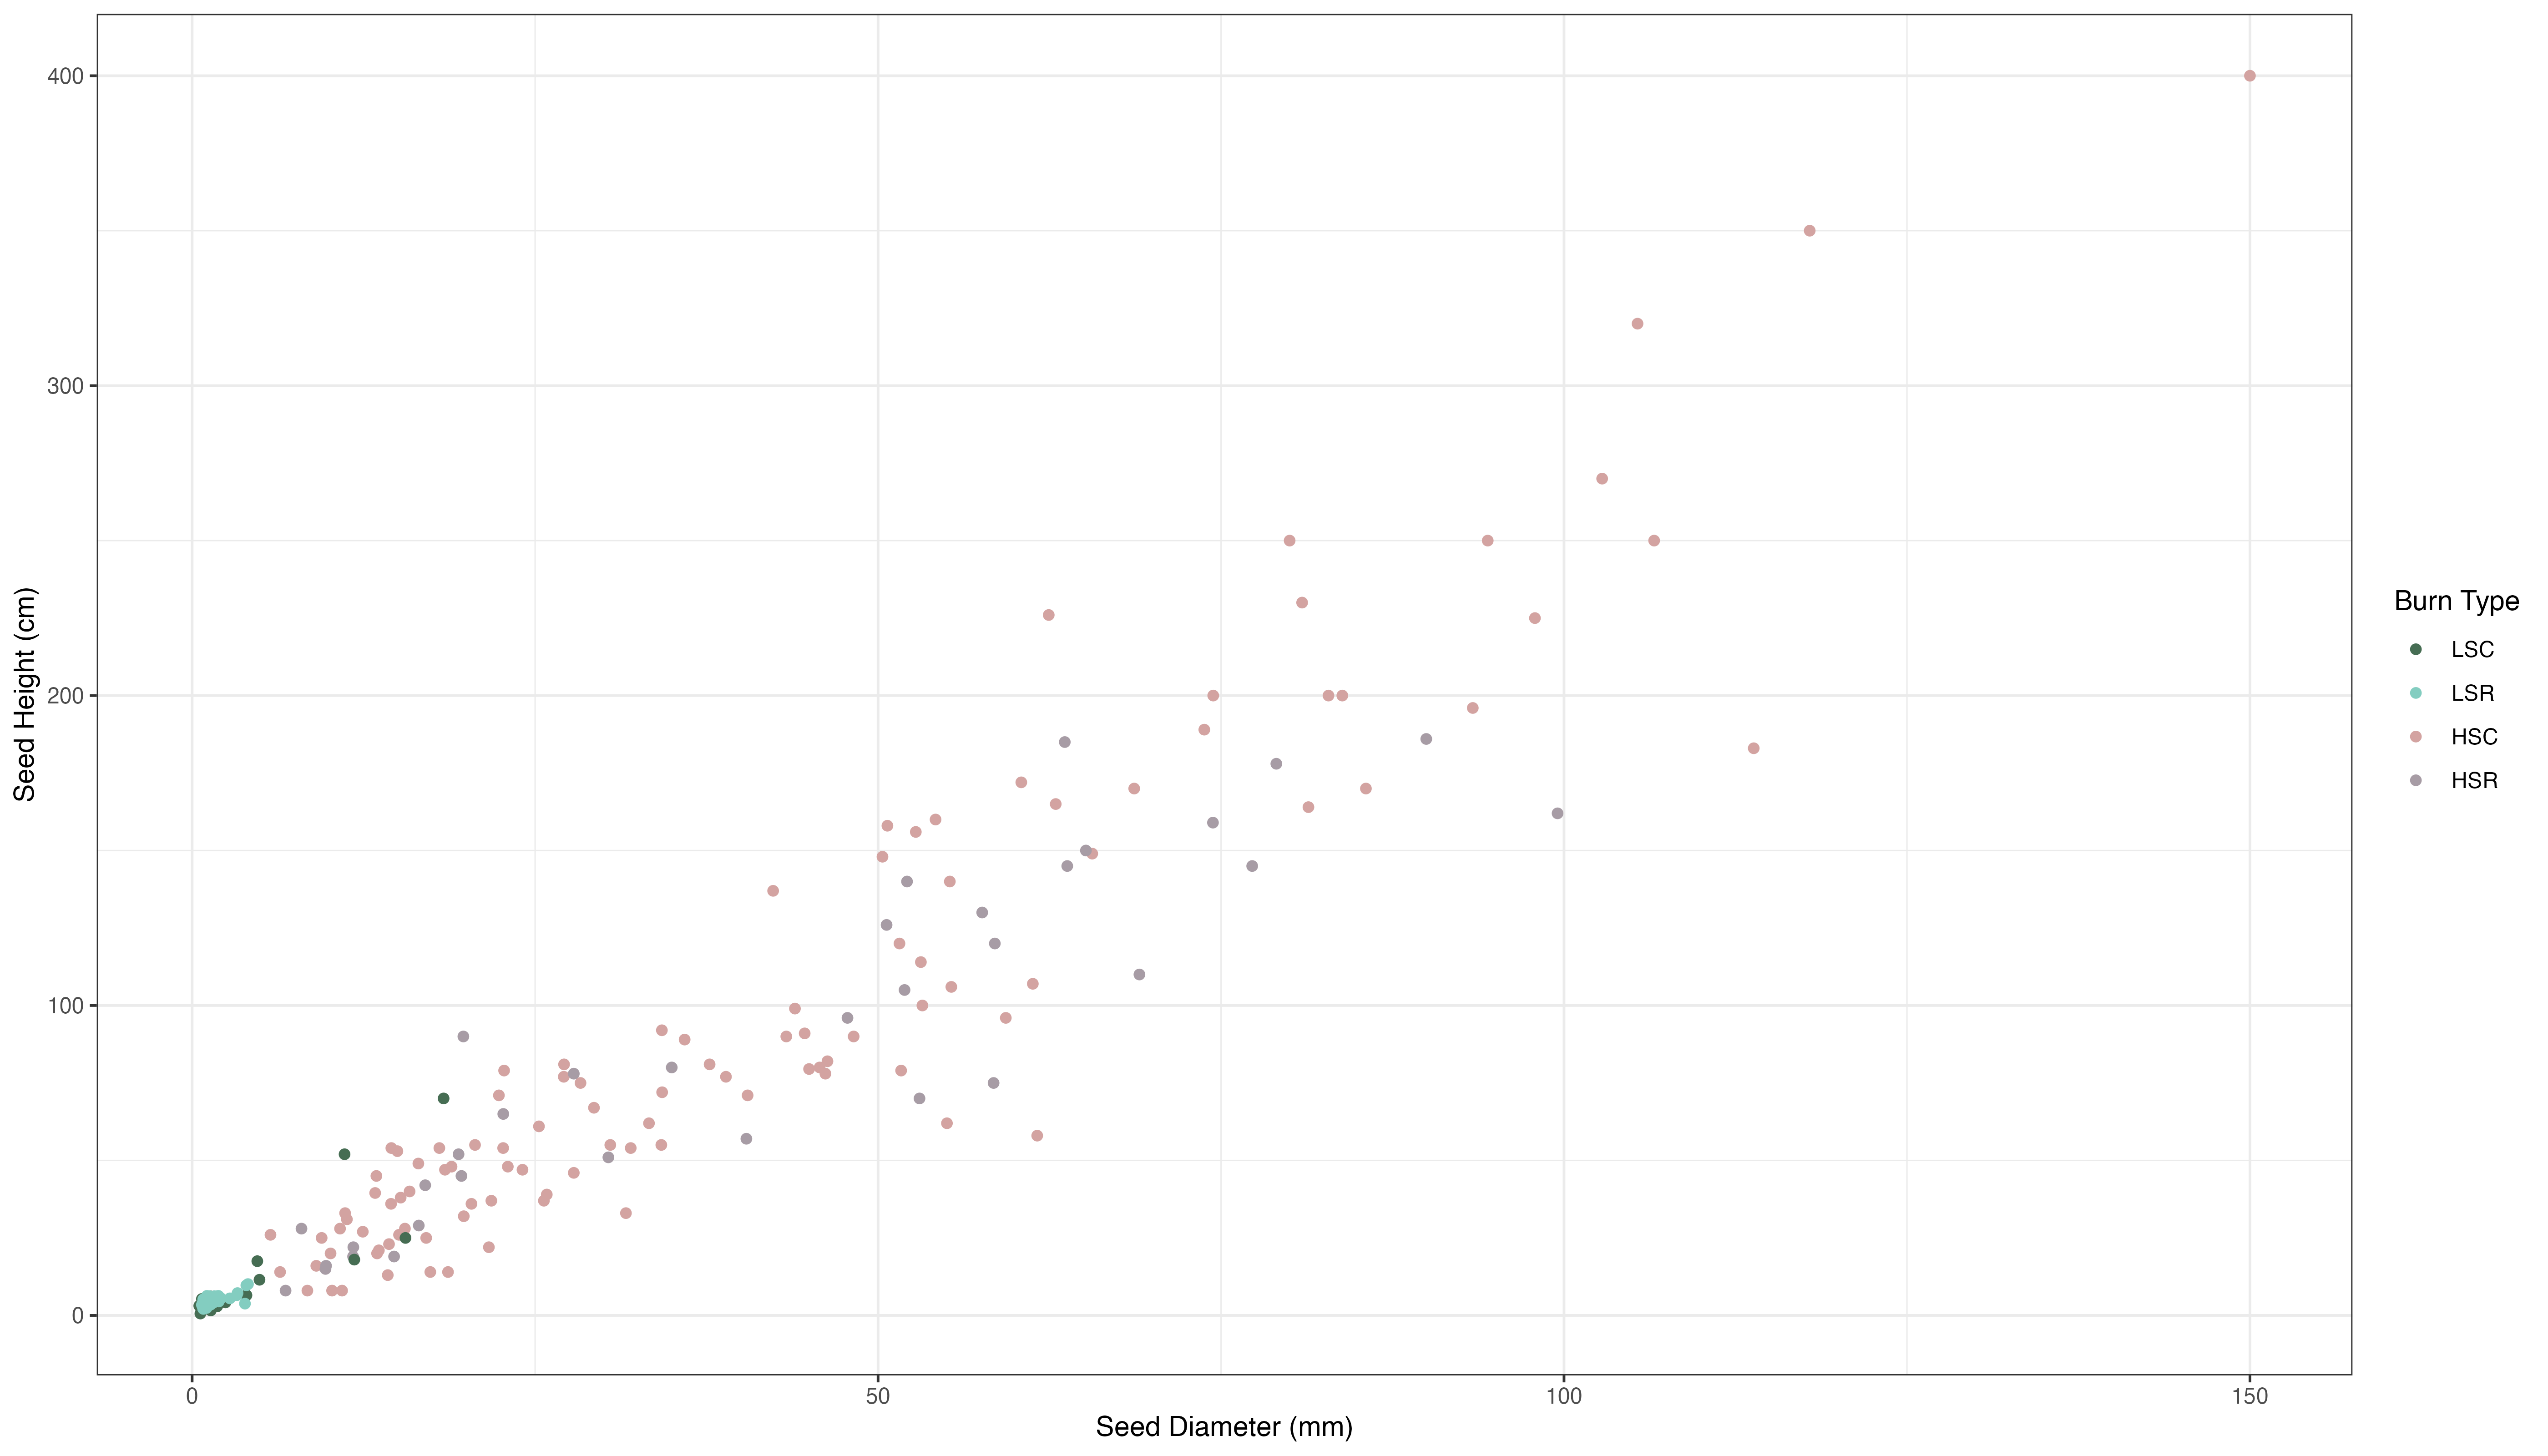 400
300
200
100
0
Seed Height (cm)
0 50 100 150
Seed Diameter (mm)
Burn Type
LSC
LSR
HSC
HSR